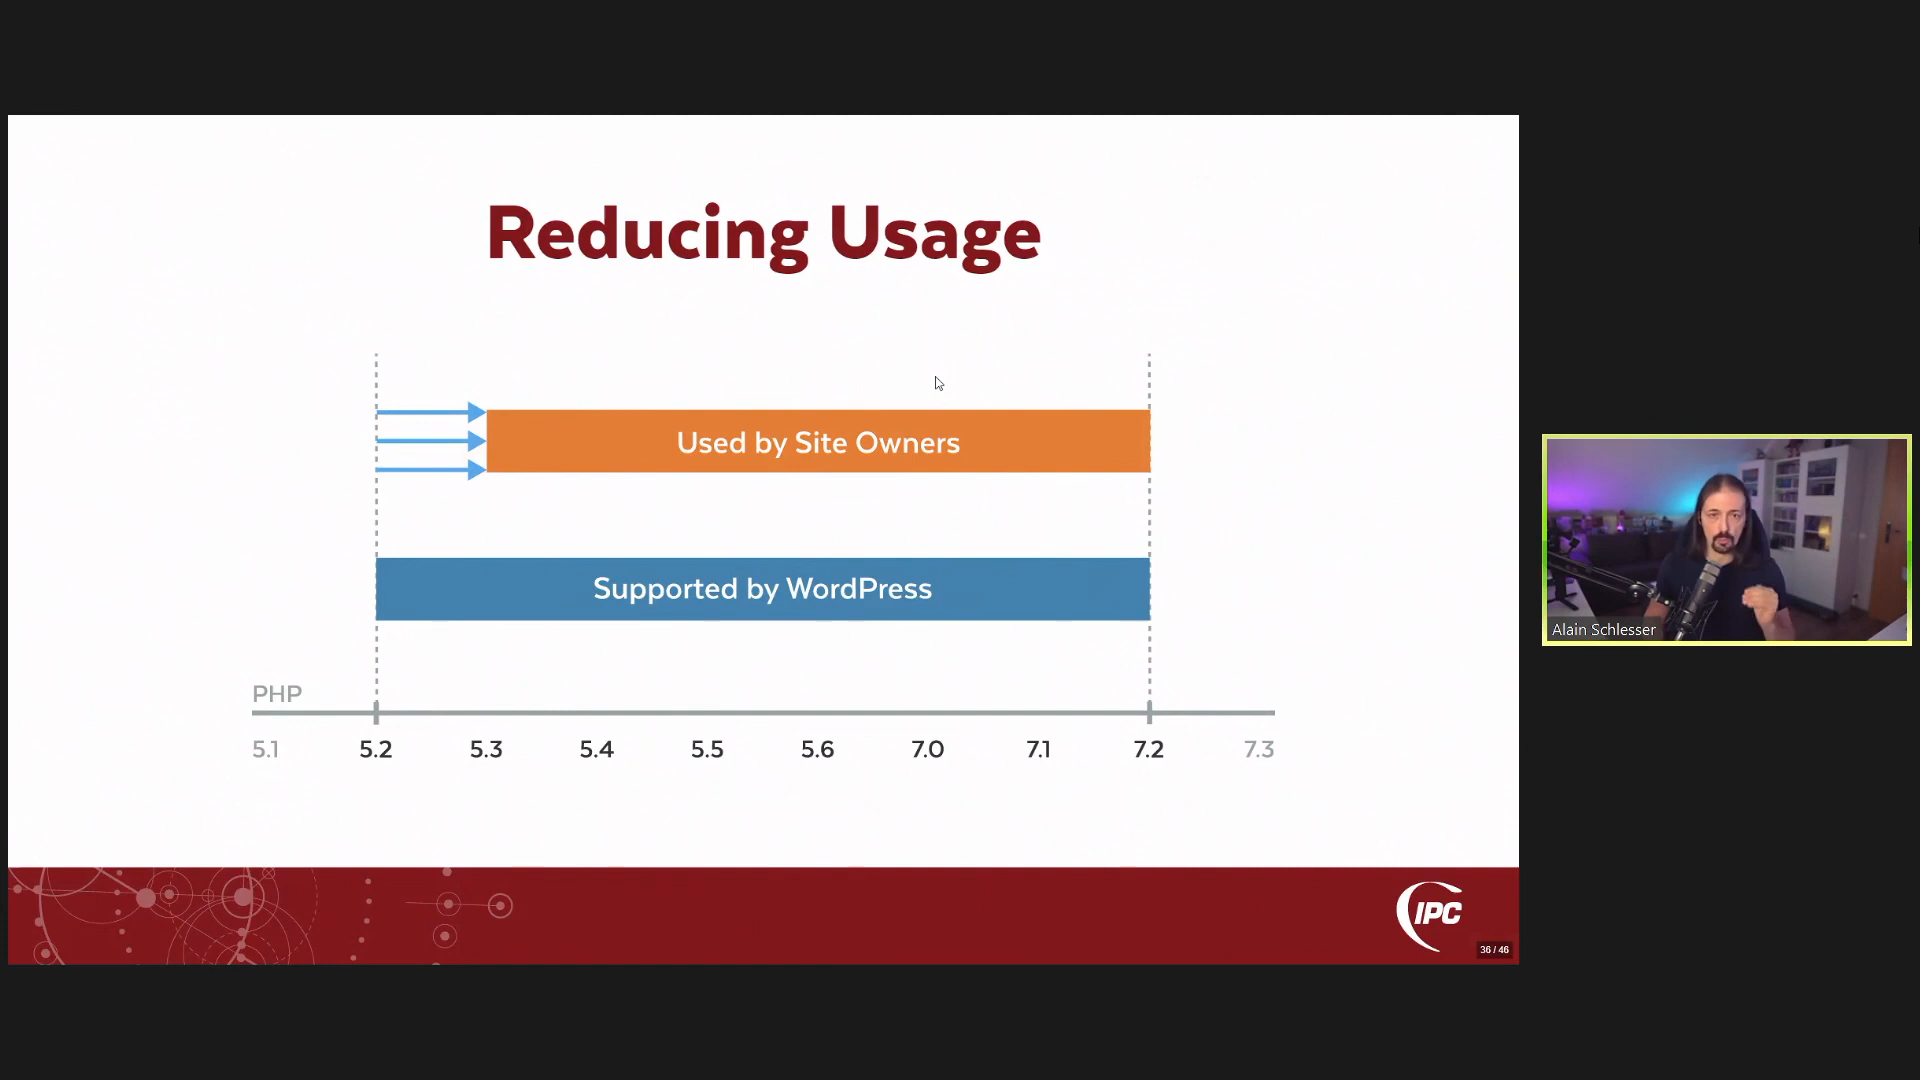 Reducing Usage
Used by Site Owners
Supported by WordPress
PHP
5.1 5.2 5.3 5.4 5.5 5.6 7.0 7.1 7.2 7.3
IPC
36 / 46
Alain Schlesser